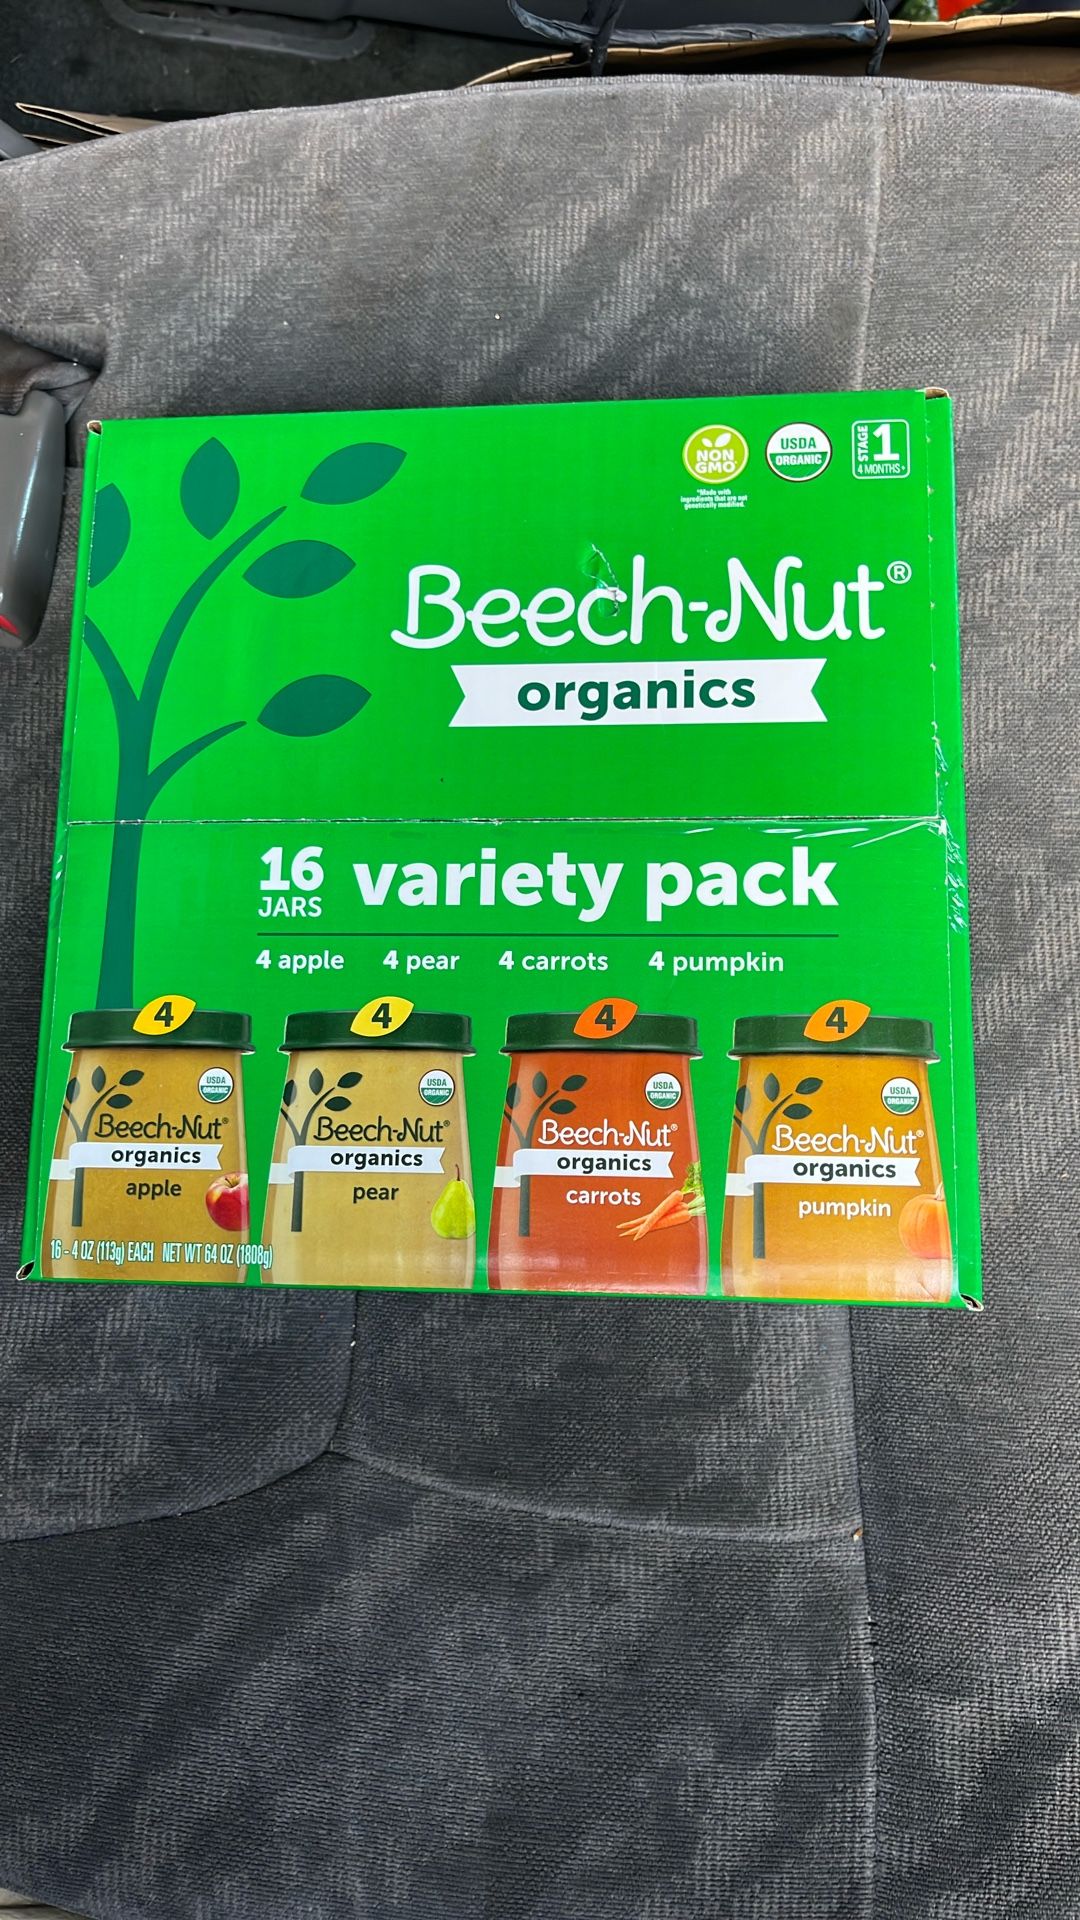 NON
GMO
*Made with
ingredients that are not
genetically modified.
USDA
ORGANIC
STAGE
1
4 MONTHS+
Beech-Nut®
organics
16
JARS
variety pack
4 apple 4 pear 4 carrots 4 pumpkin
4
4
4
4
USDA
ORGANIC
Beech-Nut®
organics
apple
USDA
ORGANIC
Beech-Nut®
organics
pear
USDA
ORGANIC
Beech-Nut®
organics
carrots
USDA
ORGANIC
Beech-Nut®
organics
pumpkin
16 - 4 OZ (113g) EACH NET WT 64 OZ (1808g)